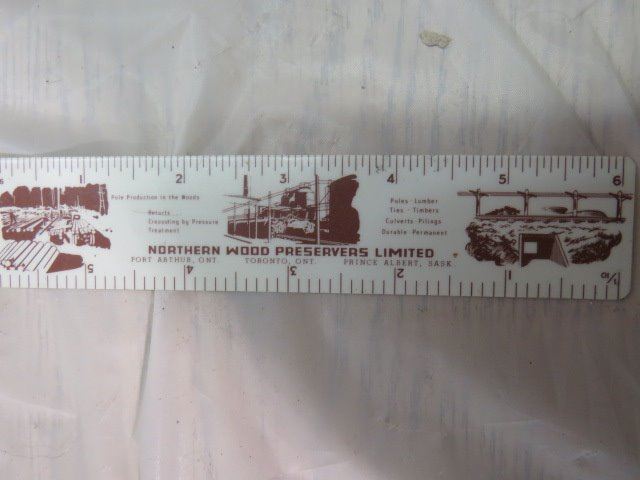 1 2 3 4 5 6
Pole Production in the Woods
Retorts . . .
Creosoting by Pressure
Treatment
Poles - Lumber
Ties - Timbers
Culverts - Pilings
Durable - Permanent
NORTHERN WOOD PRESERVERS LIMITED
PORT ARTHUR, ONT. TORONTO, ONT. PRINCE ALBERT, SASK.
5 4 3 2 1 1/10